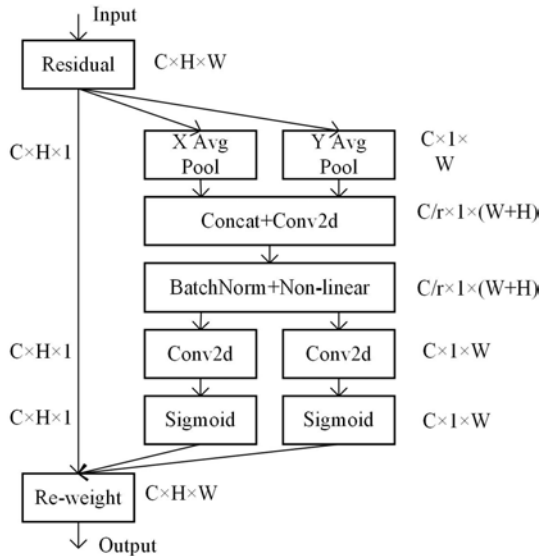 Input
Residual
C×H×W
C×H×1
X Avg
Pool
Y Avg
Pool
C×1×
W
Concat+Conv2d
C/r×1×(W+H)
BatchNorm+Non-linear
C/r×1×(W+H)
C×H×1
Conv2d
Conv2d
C×1×W
C×H×1
Sigmoid
Sigmoid
C×1×W
Re-weight
C×H×W
Output